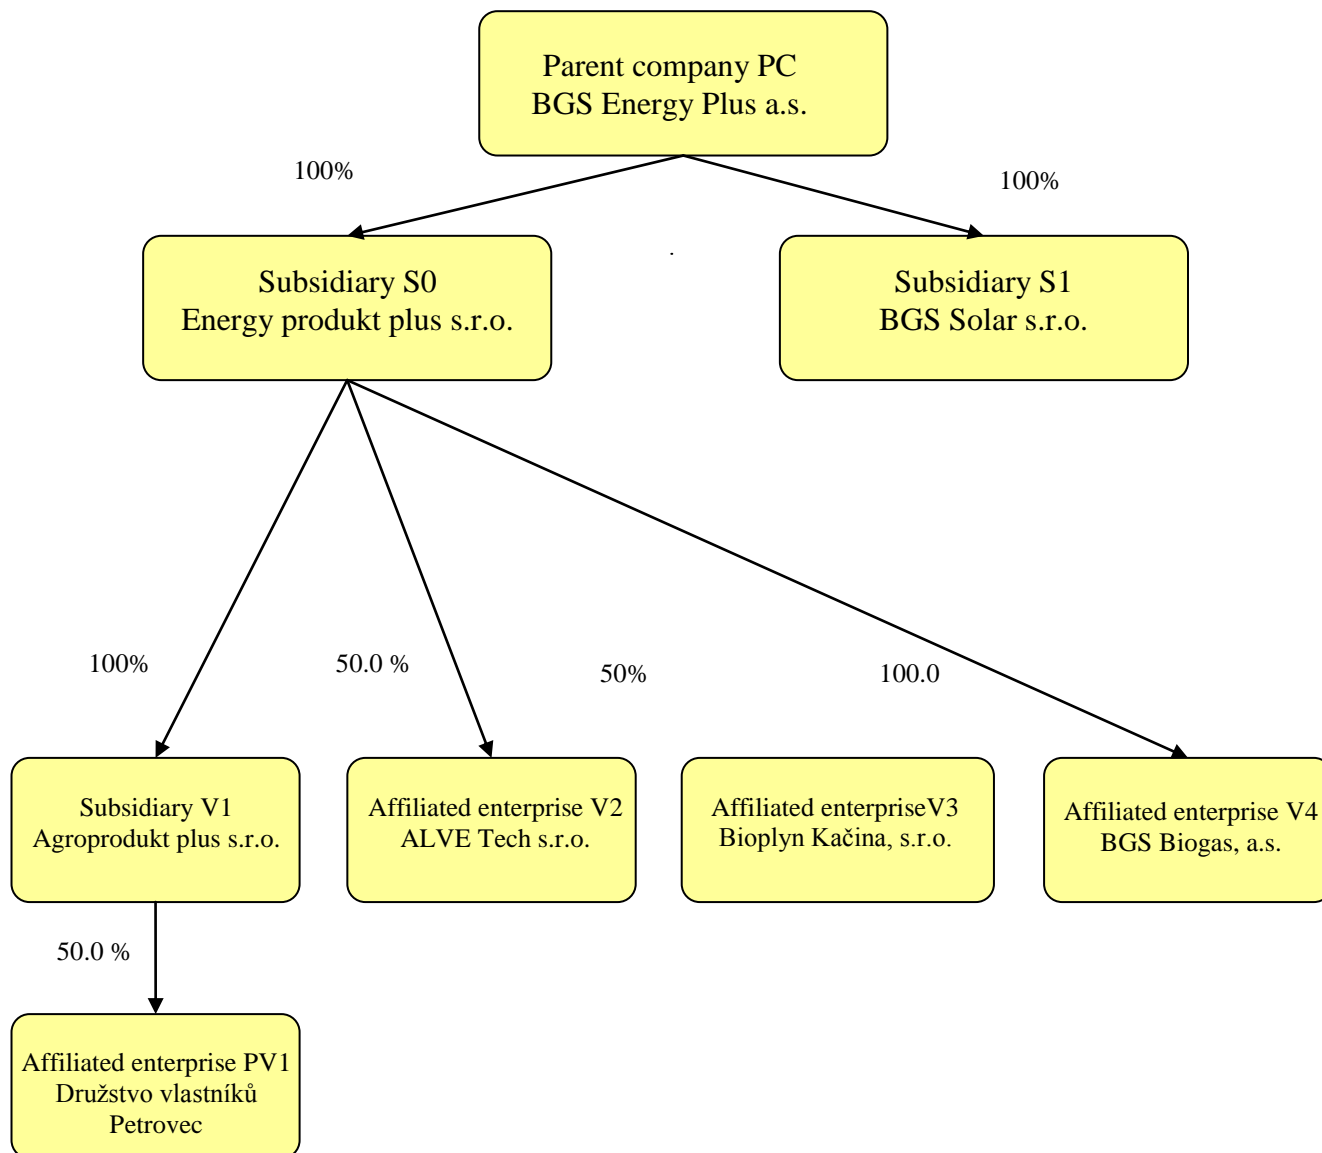 Parent company PC
BGS Energy Plus a.s.
100%
100%
Subsidiary S0
Energy produkt plus s.r.o.
.
Subsidiary S1
BGS Solar s.r.o.
100%
50.0 %
50%
100.0
Subsidiary V1
Agroprodukt plus s.r.o.
Affiliated enterprise V2
ALVE Tech s.r.o.
Affiliated enterpriseV3
Bioplyn Kačina, s.r.o.
Affiliated enterprise V4
BGS Biogas, a.s.
50.0 %
Affiliated enterprise PV1
Družstvo vlastníků
Petrovec